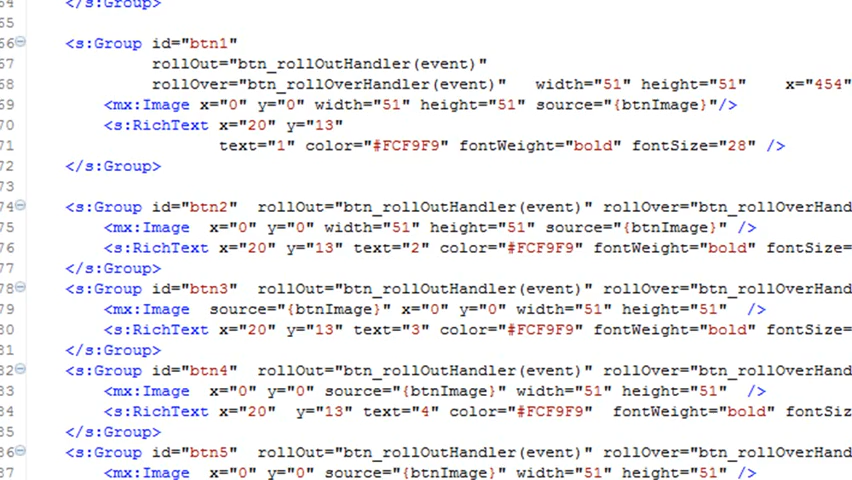 64 </s:Group>
65
66 <s:Group id="btn1"
67 rollOut="btn_rollOutHandler(event)"
68 rollOver="btn_rollOverHandler(event)" width="51" height="51" x="454"
69 <mx:Image x="0" y="0" width="51" height="51" source="{btnImage}"/>
70 <s:RichText x="20" y="13"
71 text="1" color="#FCF9F9" fontWeight="bold" fontSize="28" />
72 </s:Group>
73
74 <s:Group id="btn2" rollOut="btn_rollOutHandler(event)" rollOver="btn_rollOverHand
75 <mx:Image x="0" y="0" width="51" height="51" source="{btnImage}" />
76 <s:RichText x="20" y="13" text="2" color="#FCF9F9" fontWeight="bold" fontSize=
77 </s:Group>
78 <s:Group id="btn3" rollOut="btn_rollOutHandler(event)" rollOver="btn_rollOverHand
79 <mx:Image source="{btnImage}" x="0" y="0" width="51" height="51" />
80 <s:RichText x="20" y="13" text="3" color="#FCF9F9" fontWeight="bold" fontSize=
81 </s:Group>
82 <s:Group id="btn4" rollOut="btn_rollOutHandler(event)" rollOver="btn_rollOverHand
83 <mx:Image x="0" y="0" source="{btnImage}" width="51" height="51" />
84 <s:RichText x="20" y="13" text="4" color="#FCF9F9" fontWeight="bold" fontSiz
85 </s:Group>
86 <s:Group id="btn5" rollOut="btn_rollOutHandler(event)" rollOver="btn_rollOverHand
87 <mx:Image x="0" y="0" source="{btnImage}" width="51" height="51" />